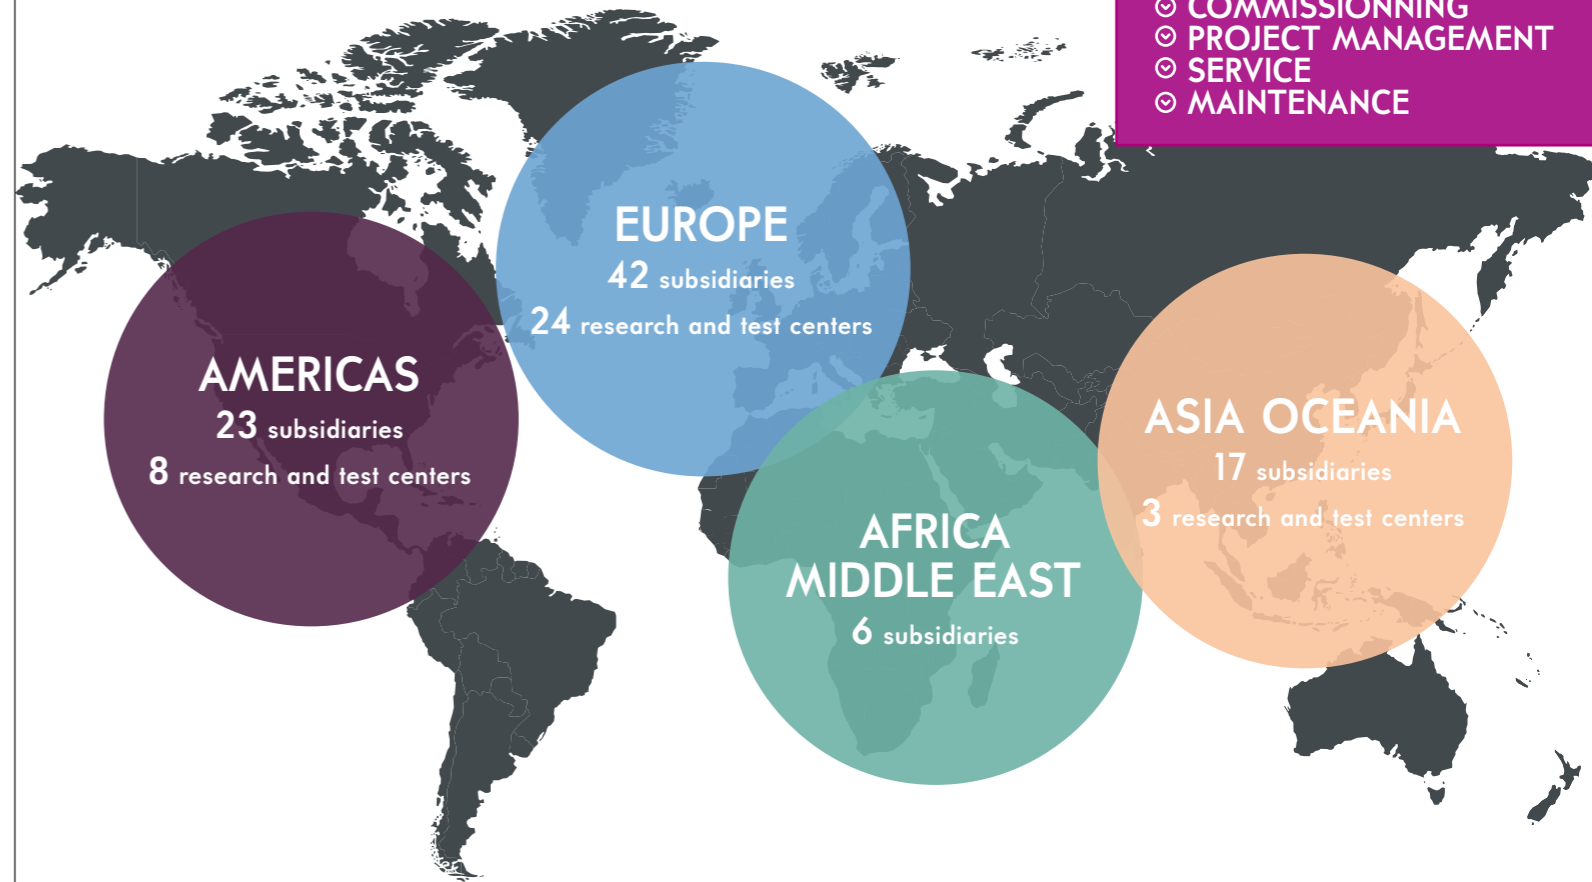 COMMISSIONNING
PROJECT MANAGEMENT
SERVICE
MAINTENANCE
EUROPE
42 subsidiaries
24 research and test centers
AMERICAS
23 subsidiaries
8 research and test centers
ASIA OCEANIA
17 subsidiaries
3 research and test centers
AFRICA
MIDDLE EAST
6 subsidiaries